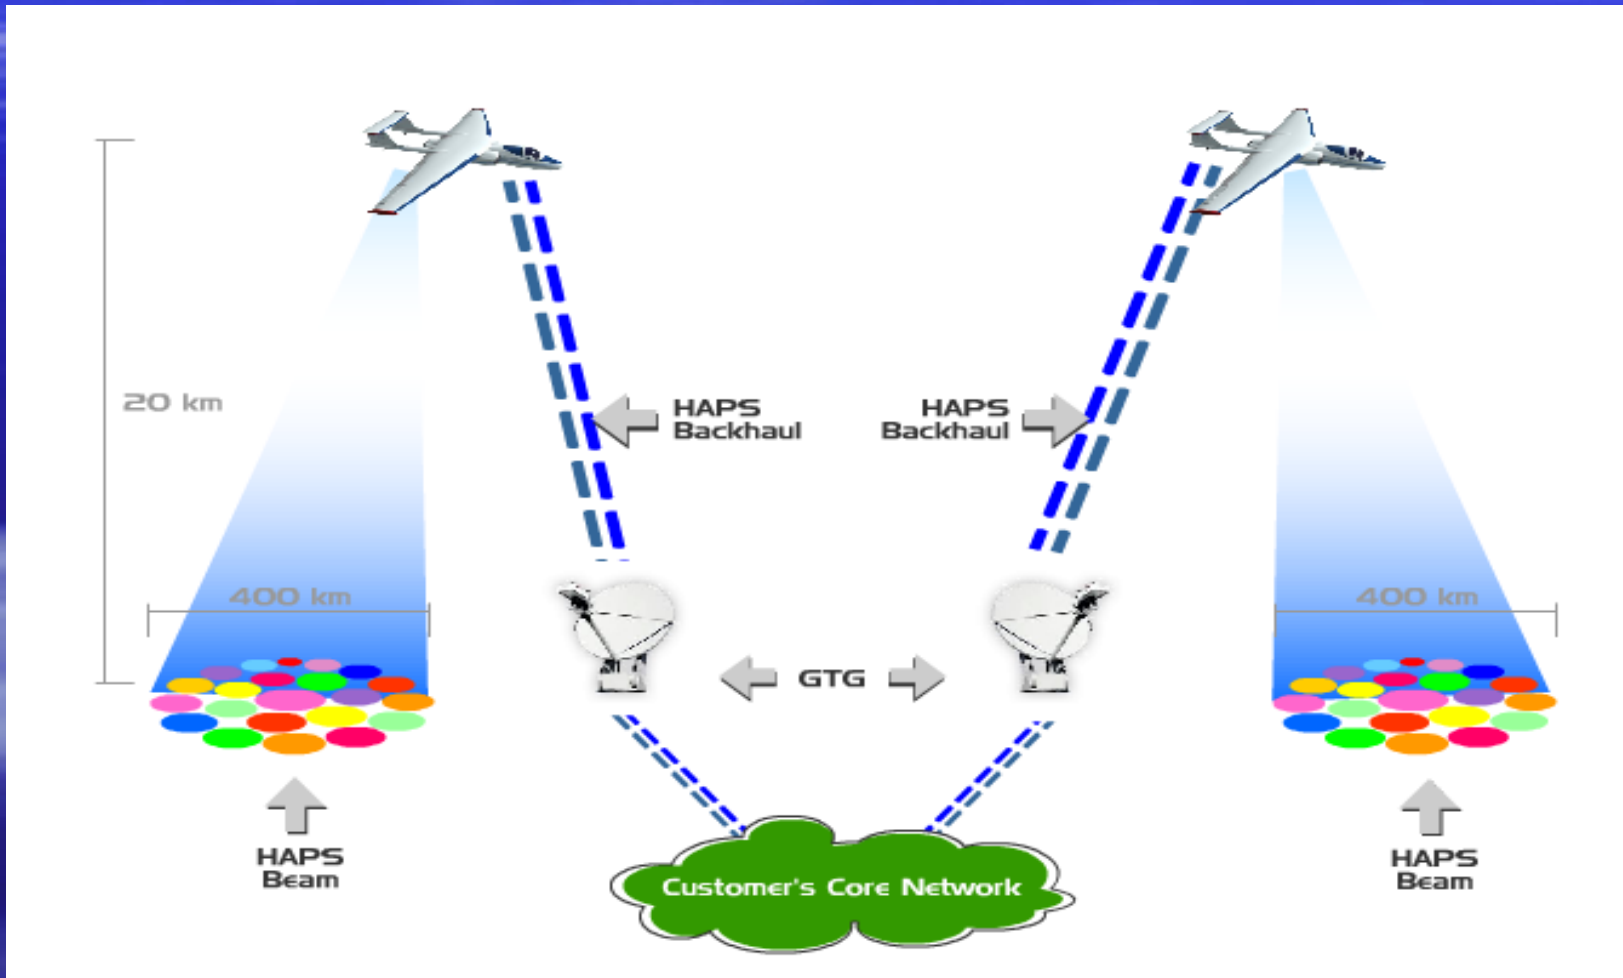 20 km
HAPS
Backhaul
HAPS
Backhaul
400 km
400 km
GTG
HAPS
Beam
HAPS
Beam
Customer's Core Network